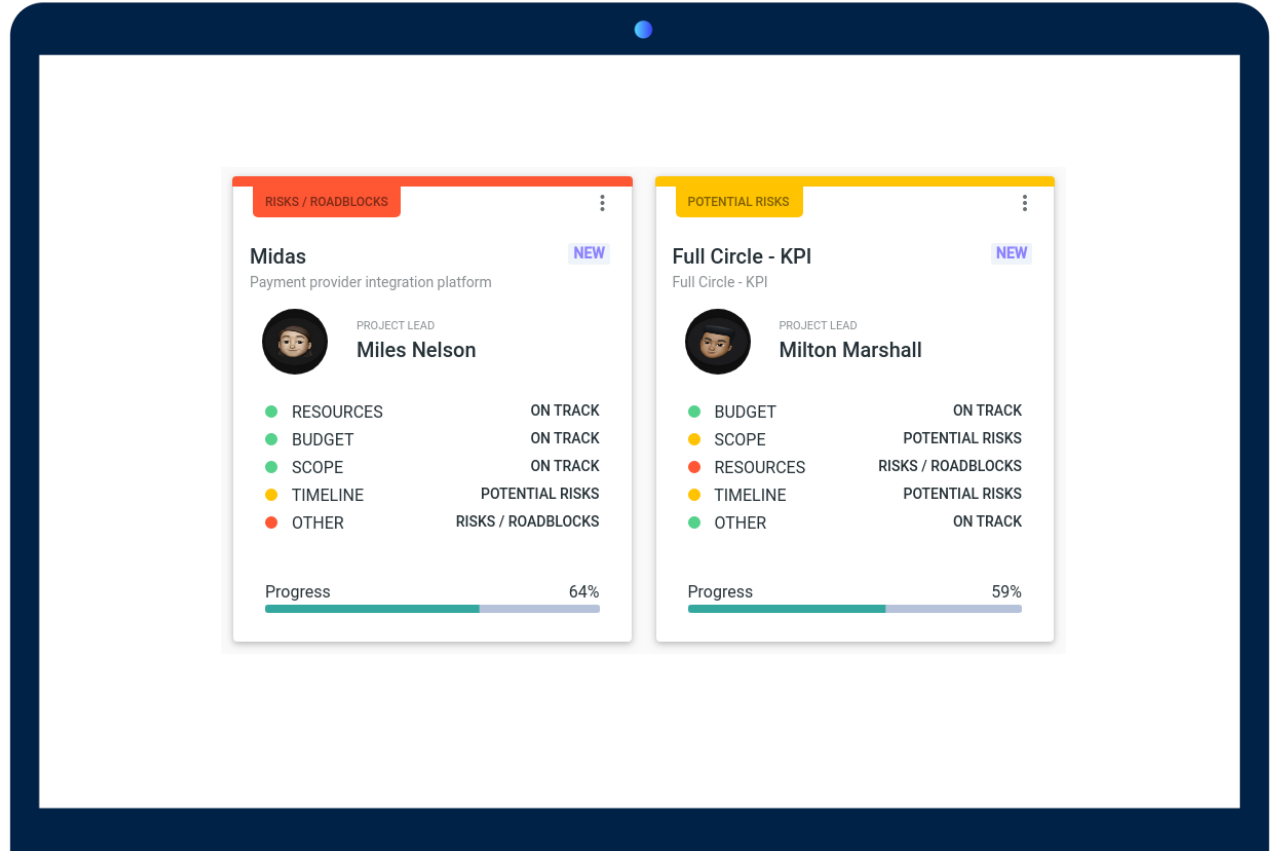 RISKS / ROADBLOCKS
Midas
NEW
Payment provider integration platform
PROJECT LEAD
Miles Nelson
RESOURCES ON TRACK
BUDGET ON TRACK
SCOPE ON TRACK
TIMELINE POTENTIAL RISKS
OTHER RISKS / ROADBLOCKS
Progress 64%
POTENTIAL RISKS
Full Circle - KPI
NEW
Full Circle - KPI
PROJECT LEAD
Milton Marshall
BUDGET ON TRACK
SCOPE POTENTIAL RISKS
RESOURCES RISKS / ROADBLOCKS
TIMELINE POTENTIAL RISKS
OTHER ON TRACK
Progress 59%